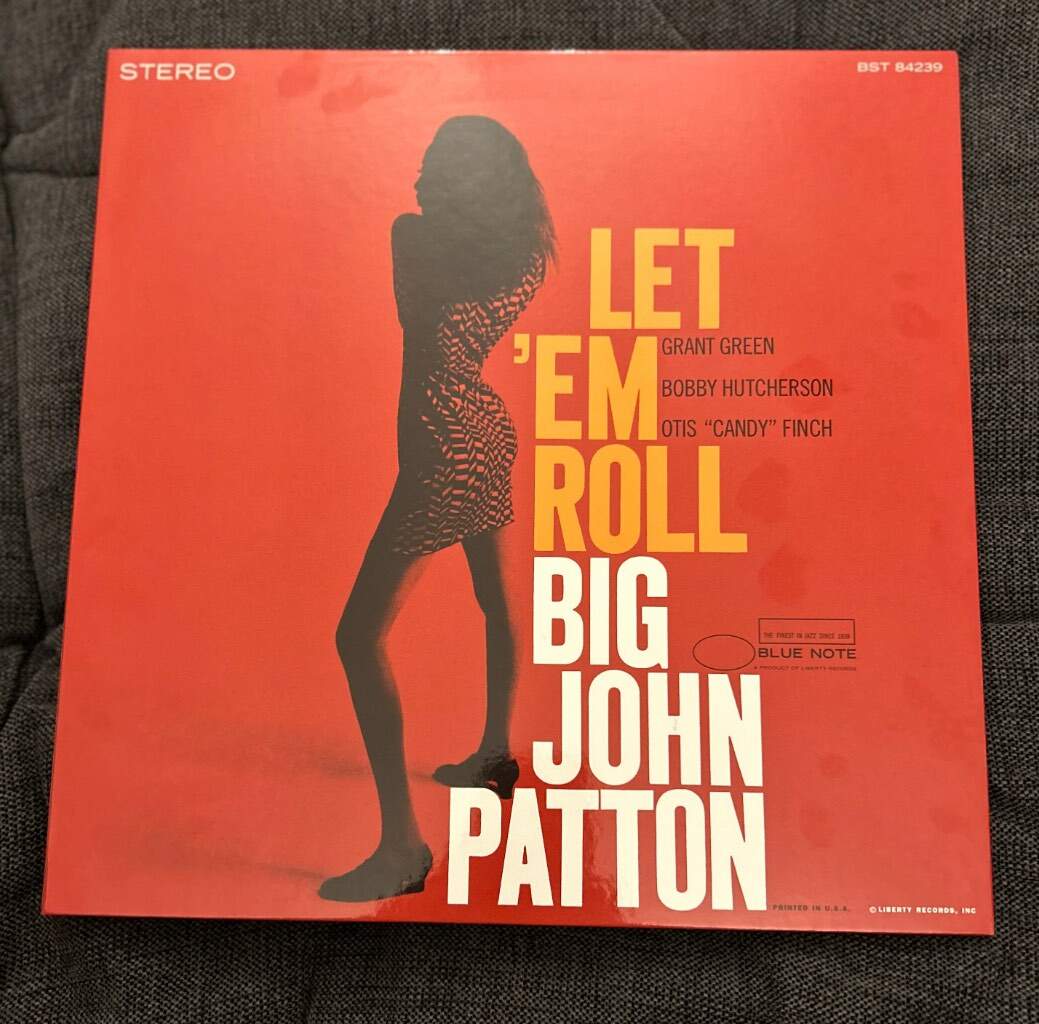 STEREO
BST 84239
LET
'EM
GRANT GREEN
BOBBY HUTCHERSON
OTIS “CANDY” FINCH
ROLL
BIG
THE FINEST IN JAZZ SINCE 1939
BLUE NOTE
A PRODUCT OF LIBERTY RECORDS
JOHN
PATTON
PRINTED IN U.S.A.
© LIBERTY RECORDS, INC